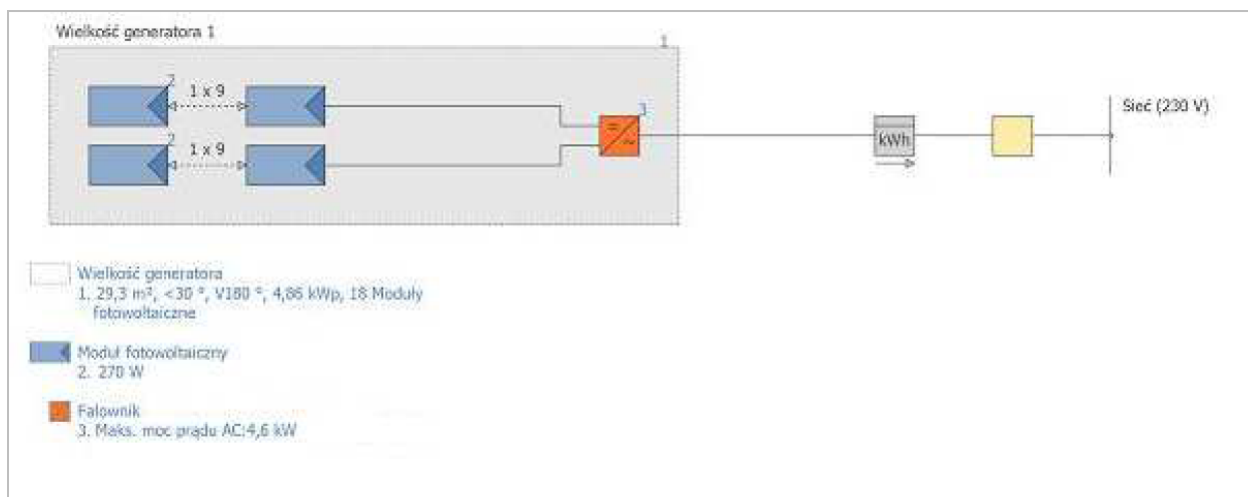 Wielkość generatora 1
1
2
1 x 9
3
2
1 x 9
=
~
kWh
Sieć (230 V)
Wielkość generatora
1. 29,3 m², <30 °, V180 °, 4,86 kWp, 18 Moduły
fotowoltaiczne
Moduł fotowoltaiczny
2. 270 W
Falownik
3. Maks. moc prądu AC:4,6 kW